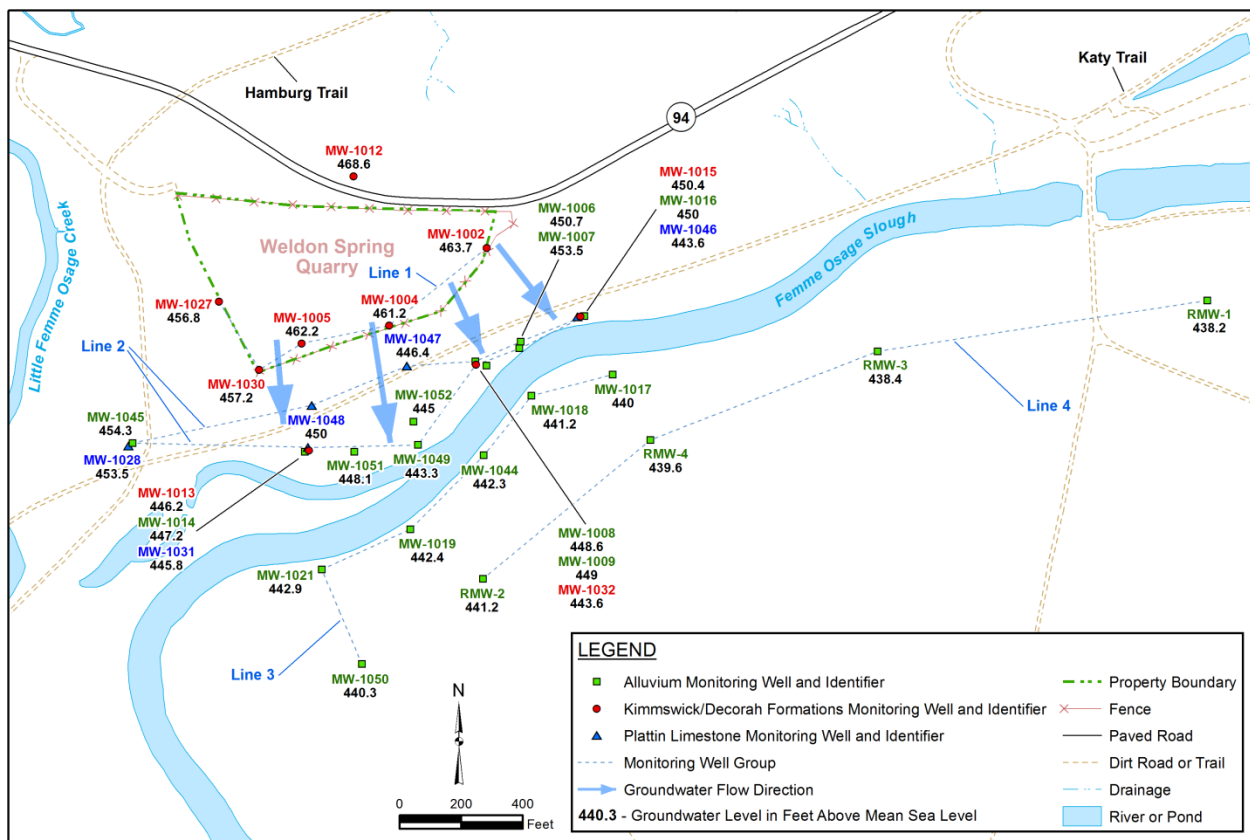 Katy Trail
Hamburg Trail
94
MW-1012
468.6
MW-1015
450.4
MW-1016
450
MW-1046
443.6
MW-1006
450.7
MW-1007
453.5
MW-1002
463.7
Weldon Spring
Quarry
Line 1
Femme Osage Slough
Little Femme Osage Creek
MW-1027
456.8
MW-1004
461.2
MW-1005
462.2
MW-1047
446.4
RMW-1
438.2
RMW-3
438.4
Line 2
MW-1030
457.2
MW-1017
440
MW-1018
441.2
Line 4
MW-1052
445
MW-1045
454.3
MW-1048
450
MW-1028
453.5
MW-1051
448.1
MW-1049
443.3
MW-1044
442.3
RMW-4
439.6
MW-1013
446.2
MW-1014
447.2
MW-1031
445.8
MW-1008
448.6
MW-1009
449
MW-1032
443.6
MW-1019
442.4
MW-1021
442.9
RMW-2
441.2
Line 3
MW-1050
440.3
N
0 200 400
Feet
LEGEND
Alluvium Monitoring Well and Identifier
Kimmswick/Decorah Formations Monitoring Well and Identifier
Plattin Limestone Monitoring Well and Identifier
Monitoring Well Group
Groundwater Flow Direction
440.3 - Groundwater Level in Feet Above Mean Sea Level
Property Boundary
Fence
Paved Road
Dirt Road or Trail
Drainage
River or Pond